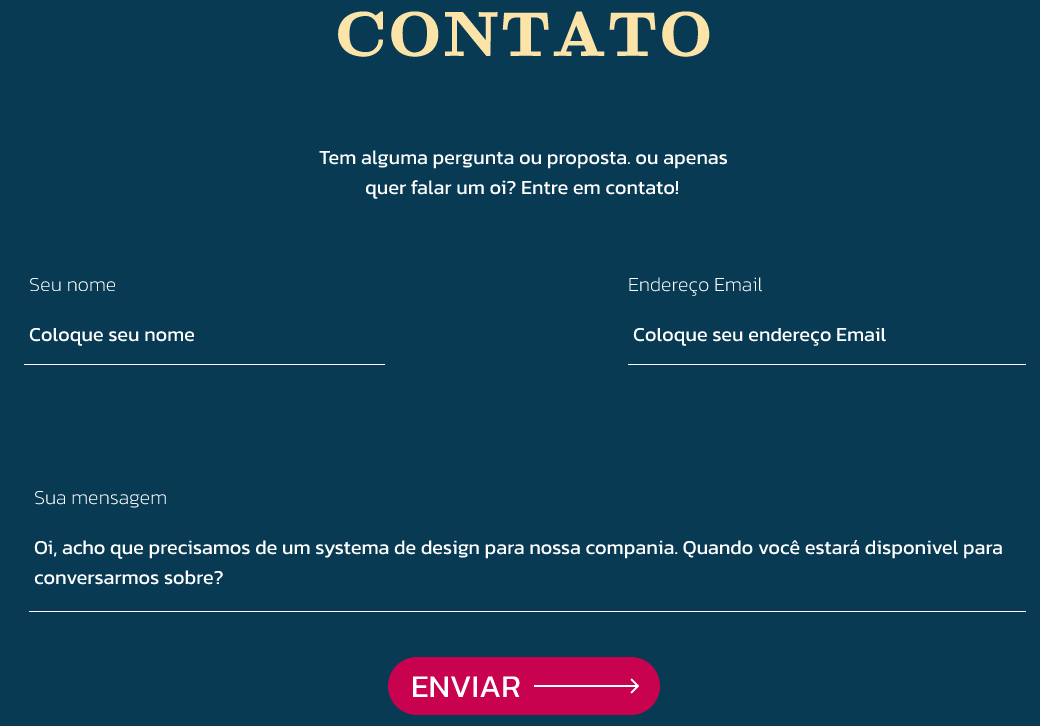 CONTATO
Tem alguma pergunta ou proposta. ou apenas
quer falar um oi? Entre em contato!
Seu nome
Endereço Email
Coloque seu nome
Coloque seu endereço Email
Sua mensagem
Oi, acho que precisamos de um systema de design para nossa compania. Quando você estará disponivel para
conversarmos sobre?
ENVIAR